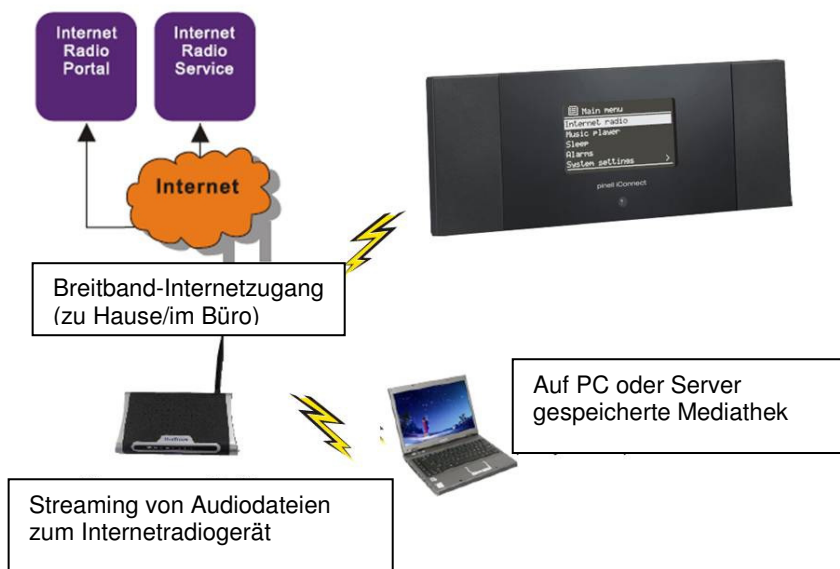 Internet
Radio
Portal
Internet
Radio
Service
Internet
Main menu
Internet radio
Music player
Sleep
Alarms
System settings >
pinell iConnect
Breitband-Internetzugang
(zu Hause/im Büro)
Auf PC oder Server
gespeicherte Mediathek
Streaming von Audiodateien
zum Internetradiogerät